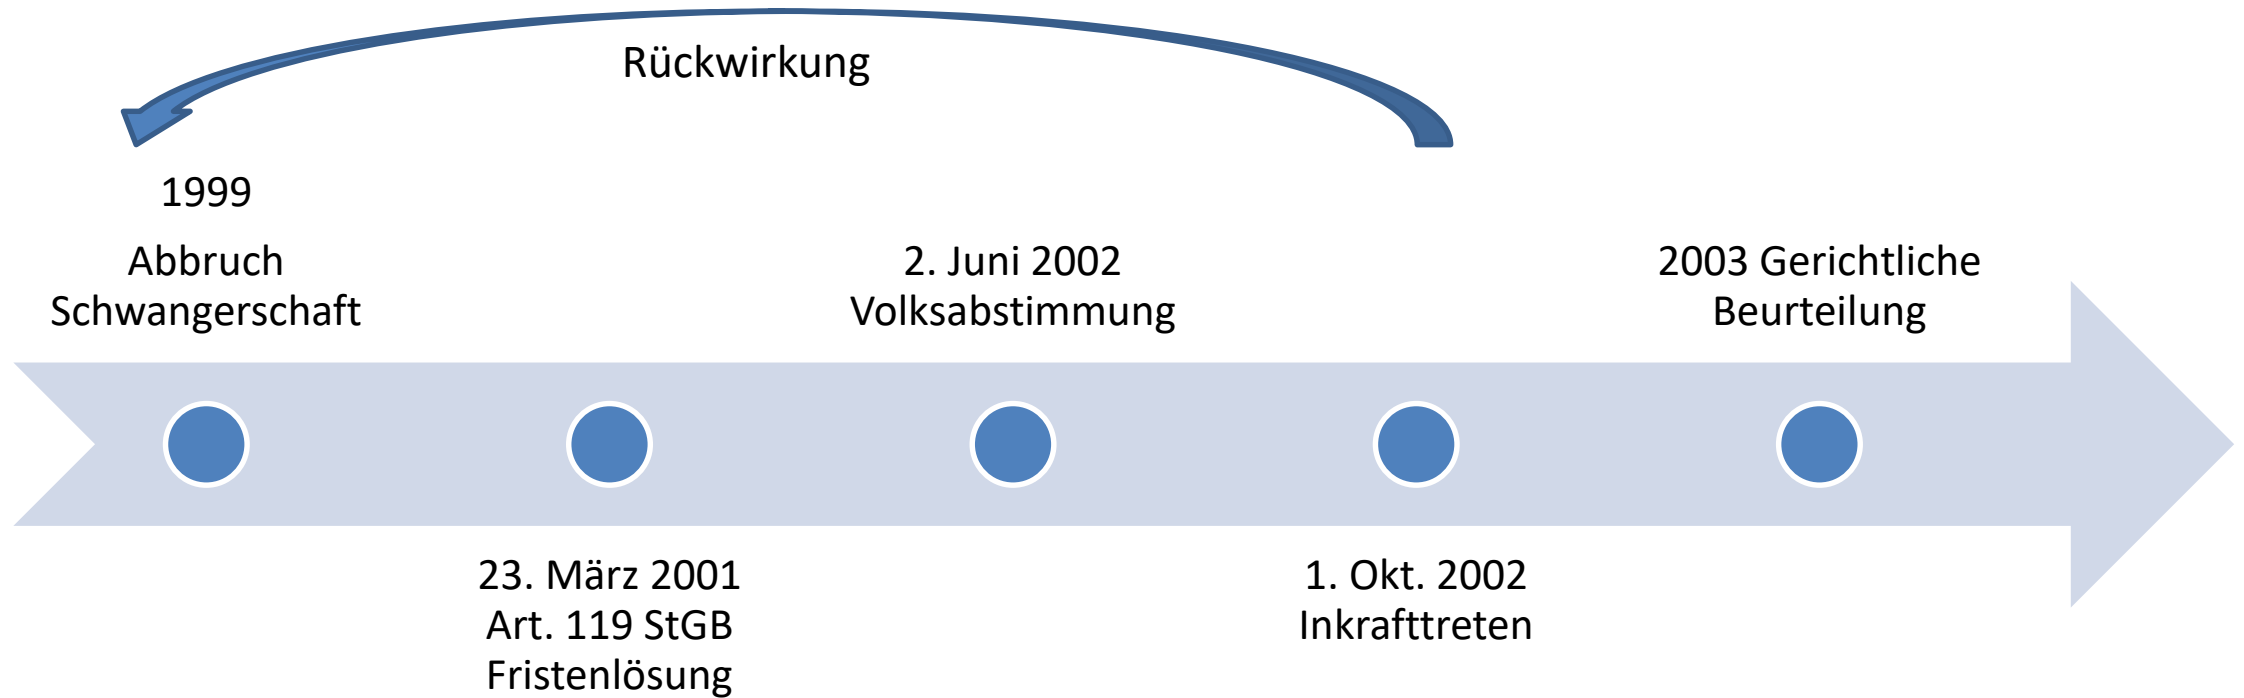 Rückwirkung
1999
Abbruch
Schwangerschaft
23. März 2001
Art. 119 StGB
Fristenlösung
2. Juni 2002
Volksabstimmung
1. Okt. 2002
Inkrafttreten
2003 Gerichtliche
Beurteilung